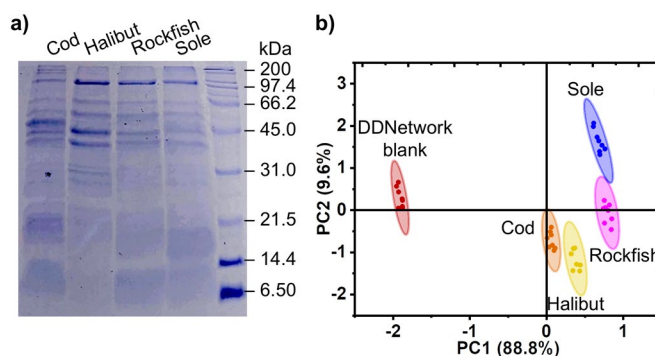 a)
Cod
Halibut
Rockfish
Sole
kDa
200
97.4
66.2
45.0
31.0
21.5
14.4
6.50
b)
3
2
1
0
-1
-2
PC2 (9.6%)
DDNetwork
blank
Sole
Cod
Rockfish
Halibut
-2
-1
0
1
PC1 (88.8%)